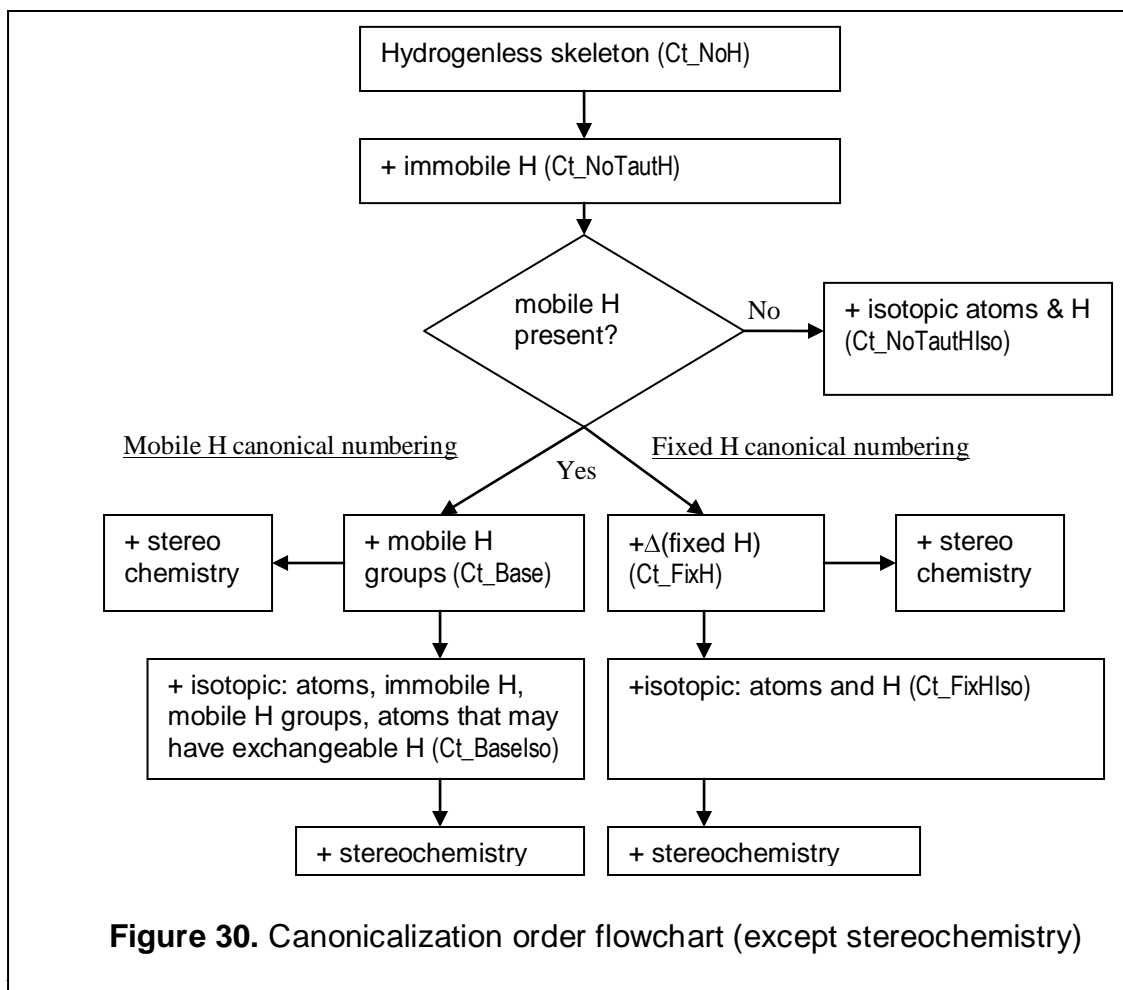 Hydrogenless skeleton (Ct_NoH)
+ immobile H (Ct_NoTautH)
mobile H
present?
No
+ isotopic atoms & H
(Ct_NoTautHIso)
Mobile H canonical numbering
Fixed H canonical numbering
Yes
+ stereo
chemistry
+ mobile H
groups (Ct_Base)
+Δ(fixed H)
(Ct_FixH)
+ stereo
chemistry
+ isotopic: atoms, immobile H,
mobile H groups, atoms that may
have exchangeable H (Ct_BaseIso)
+isotopic: atoms and H (Ct_FixHIso)
+ stereochemistry
+ stereochemistry
Figure 30. Canonicalization order flowchart (except stereochemistry)